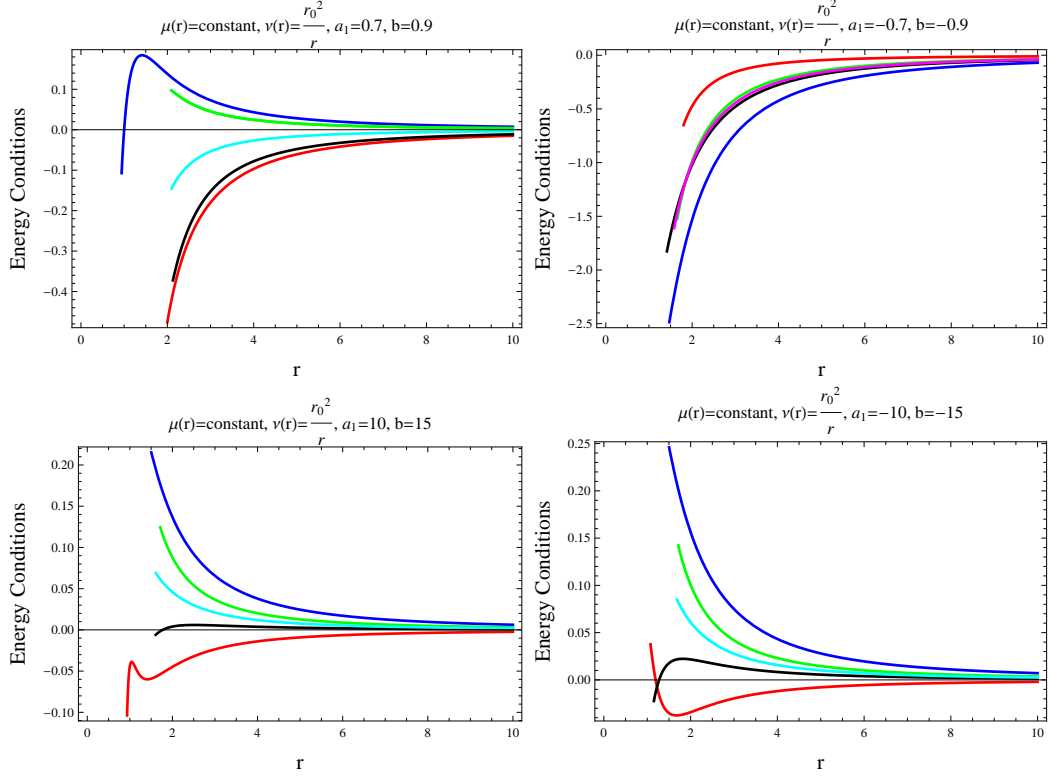 μ(r)=constant, ν(r)=r₀²/r, a₁=0.7, b=0.9
Energy Conditions
0.1
0.0
−0.1
−0.2
−0.3
−0.4
0 2 4 6 8 10
r
μ(r)=constant, ν(r)=r₀²/r, a₁=−0.7, b=−0.9
Energy Conditions
0.0
−0.5
−1.0
−1.5
−2.0
−2.5
0 2 4 6 8 10
r
μ(r)=constant, ν(r)=r₀²/r, a₁=10, b=15
Energy Conditions
0.20
0.15
0.10
0.05
0.00
−0.05
−0.10
0 2 4 6 8 10
r
μ(r)=constant, ν(r)=r₀²/r, a₁=−10, b=−15
Energy Conditions
0.25
0.20
0.15
0.10
0.05
0.00
0 2 4 6 8 10
r